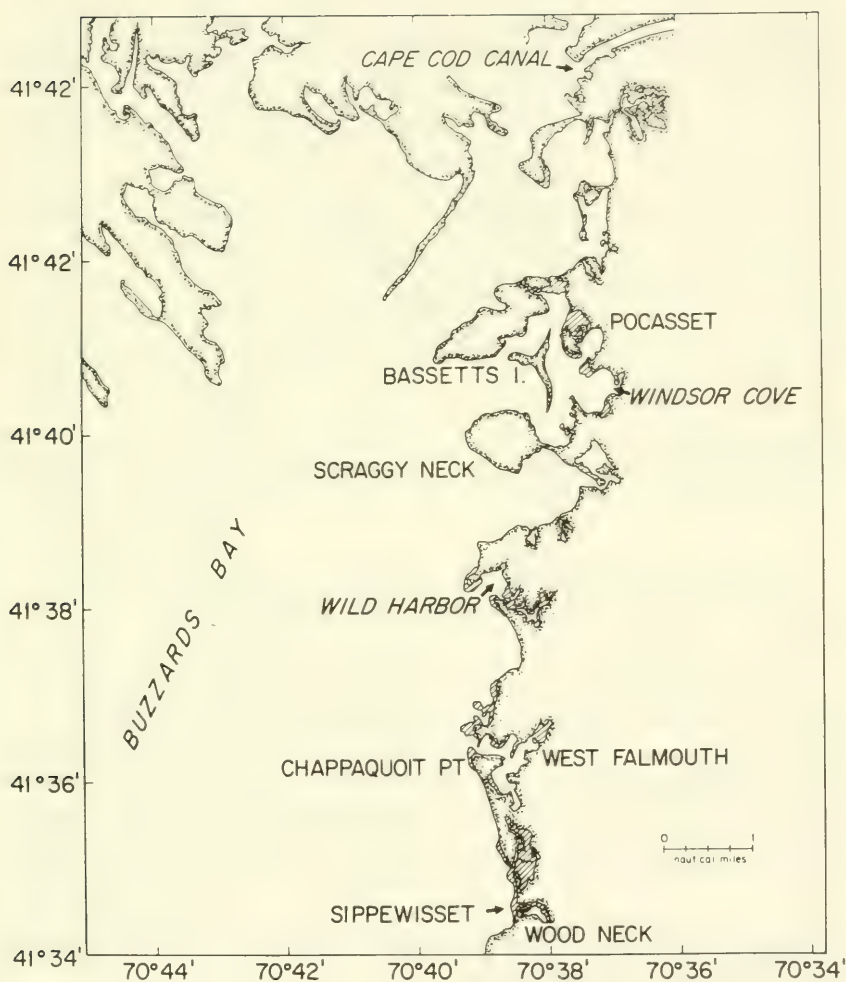 CAPE COD CANAL
41°42'
41°42'
POCASSET
BASSETTS I.
WINDSOR COVE
41°40'
SCRAGGY NECK
BUZZARDS BAY
41°38'
WILD HARBOR
WEST FALMOUTH
CHAPPAQUOIT PT
41°36'
0 1
naut cal miles
SIPPEWISSET
WOOD NECK
41°34'
70°44' 70°42' 70°40' 70°38' 70°36' 70°34'